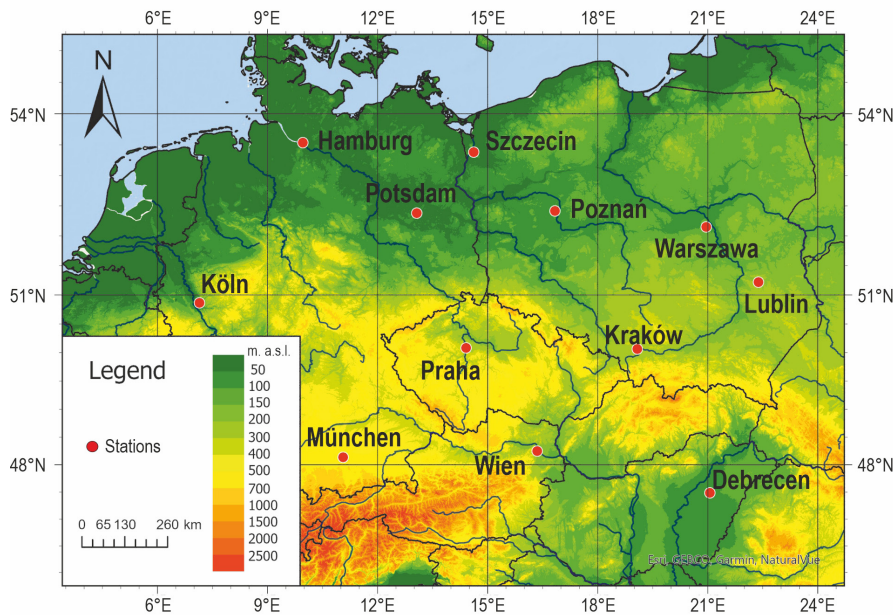 6°E 9°E 12°E 15°E 18°E 21°E 24°E
N
54°N 54°N
Hamburg
Szczecin
Potsdam
Poznań
Warszawa
Köln
51°N 51°N
Lublin
Kraków
Praha
Legend
Stations
0 65 130 260 km
m. a.s.l.
50
100
150
200
300
400
500
700
1000
1500
2000
2500
München
Wien
48°N 48°N
Debrecen
Esri, GEBCO, Garmin, NaturalVue
6°E 9°E 12°E 15°E 18°E 21°E 24°E